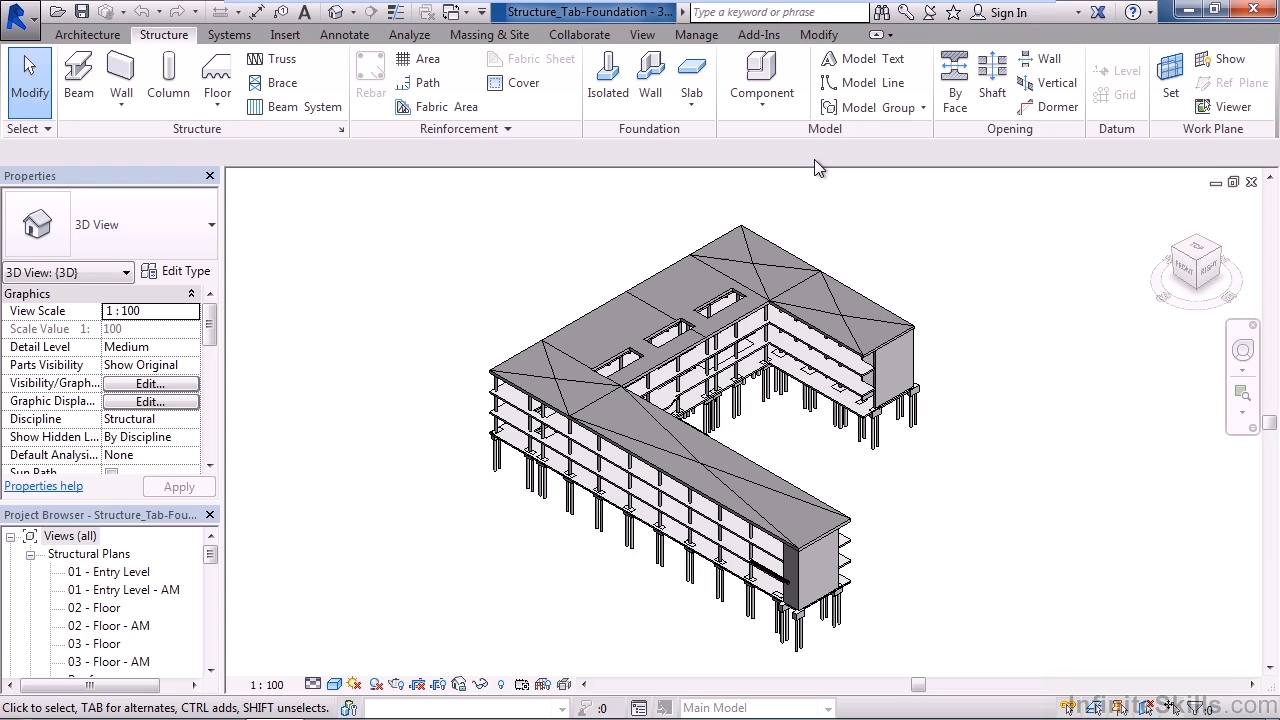 Structure_Tab-Foundation - 3...
Type a keyword or phrase
Sign In
Architecture Structure Systems Insert Annotate Analyze Massing & Site Collaborate View Manage Add-Ins Modify
Modify
Select
Beam Wall Column Floor
Truss
Brace
Beam System
Structure
Rebar
Area
Path
Fabric Area
Fabric Sheet
Cover
Reinforcement
Isolated Wall Slab
Foundation
Component
Model Text
Model Line
Model Group
Model
By Face
Shaft
Wall
Vertical
Dormer
Opening
Level
Grid
Datum
Set
Show
Ref Plane
Viewer
Work Plane
Properties
3D View
3D View: {3D}
Edit Type
Graphics
View Scale 1 : 100
Scale Value 1: 100
Detail Level Medium
Parts Visibility Show Original
Visibility/Graph... Edit...
Graphic Displa... Edit...
Discipline Structural
Show Hidden L... By Discipline
Default Analysi... None
Sun Path
Properties help
Apply
TOP
FRONT
RIGHT
Project Browser - Structure_Tab-Fou...
Views (all)
Structural Plans
01 - Entry Level
01 - Entry Level - AM
02 - Floor
02 - Floor - AM
03 - Floor
03 - Floor - AM
1 : 100
Click to select, TAB for alternates, CTRL adds, SHIFT unselects.
:0
Main Model
:0
InfiniteSkills.com